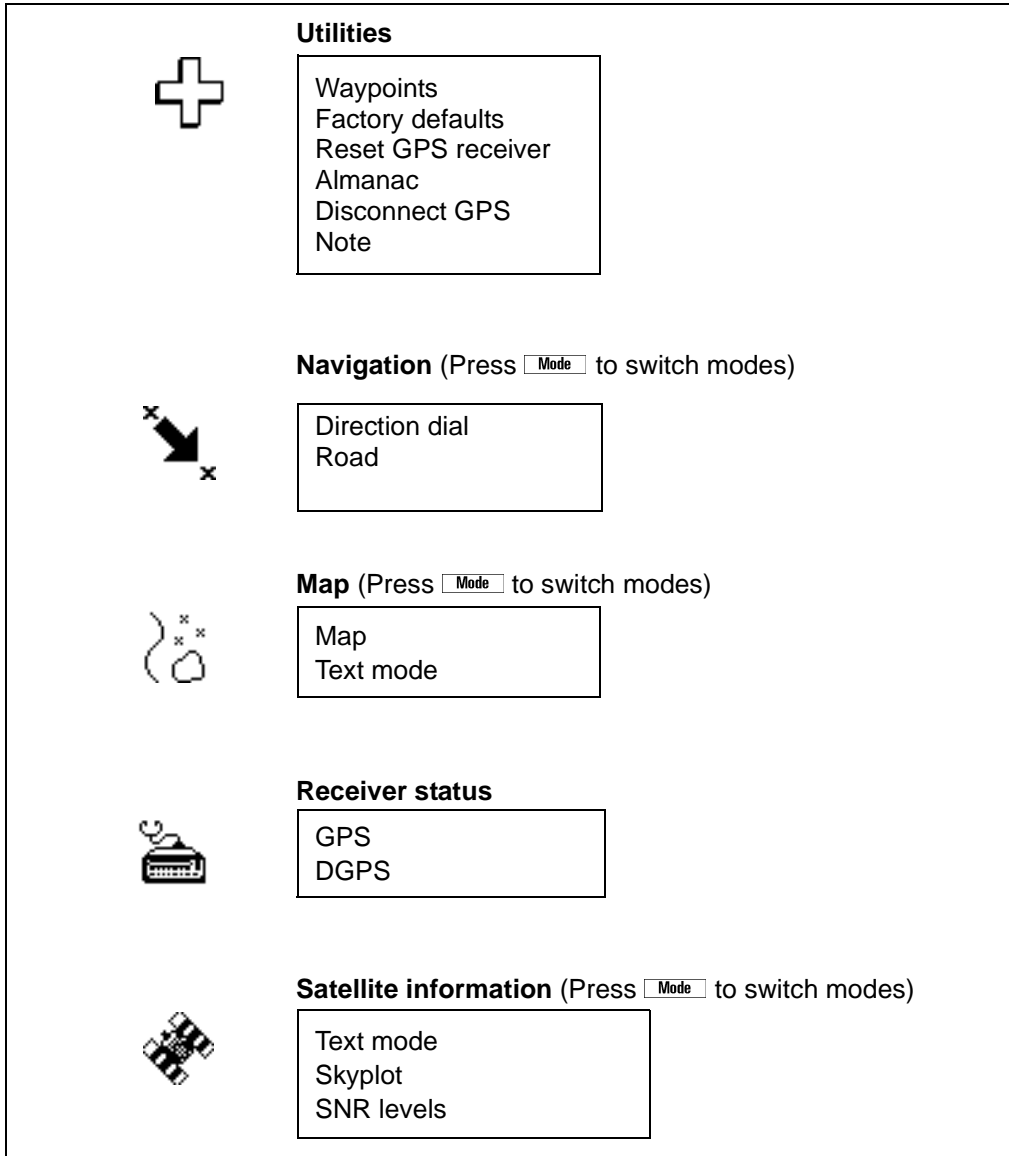 Utilities
Waypoints
Factory defaults
Reset GPS receiver
Almanac
Disconnect GPS
Note
Navigation (Press Mode to switch modes)
Direction dial
Road
Map (Press Mode to switch modes)
Map
Text mode
Receiver status
GPS
DGPS
Satellite information (Press Mode to switch modes)
Text mode
Skyplot
SNR levels